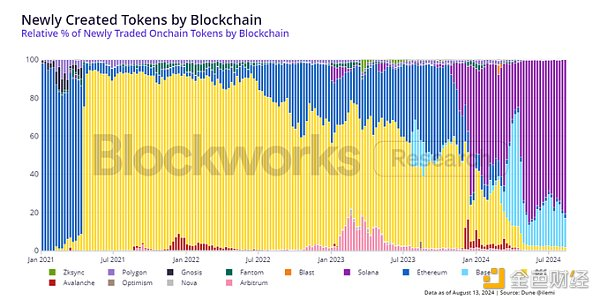 Newly Created Tokens by Blockchain
Relative % of Newly Traded Onchain Tokens by Blockchain
100
80
60
40
20
0
Blockworks Research
Jan 2021 Jul 2021 Jan 2022 Jul 2022 Jan 2023 Jul 2023 Jan 2024 Jul 2024
Zksync Polygon Gnosis Fantom Blast Solana Ethereum Base
Avalanche Optimism Nova Arbitrum
Data as of August 13, 2024 | Source: Dune @ilemi
金色财经